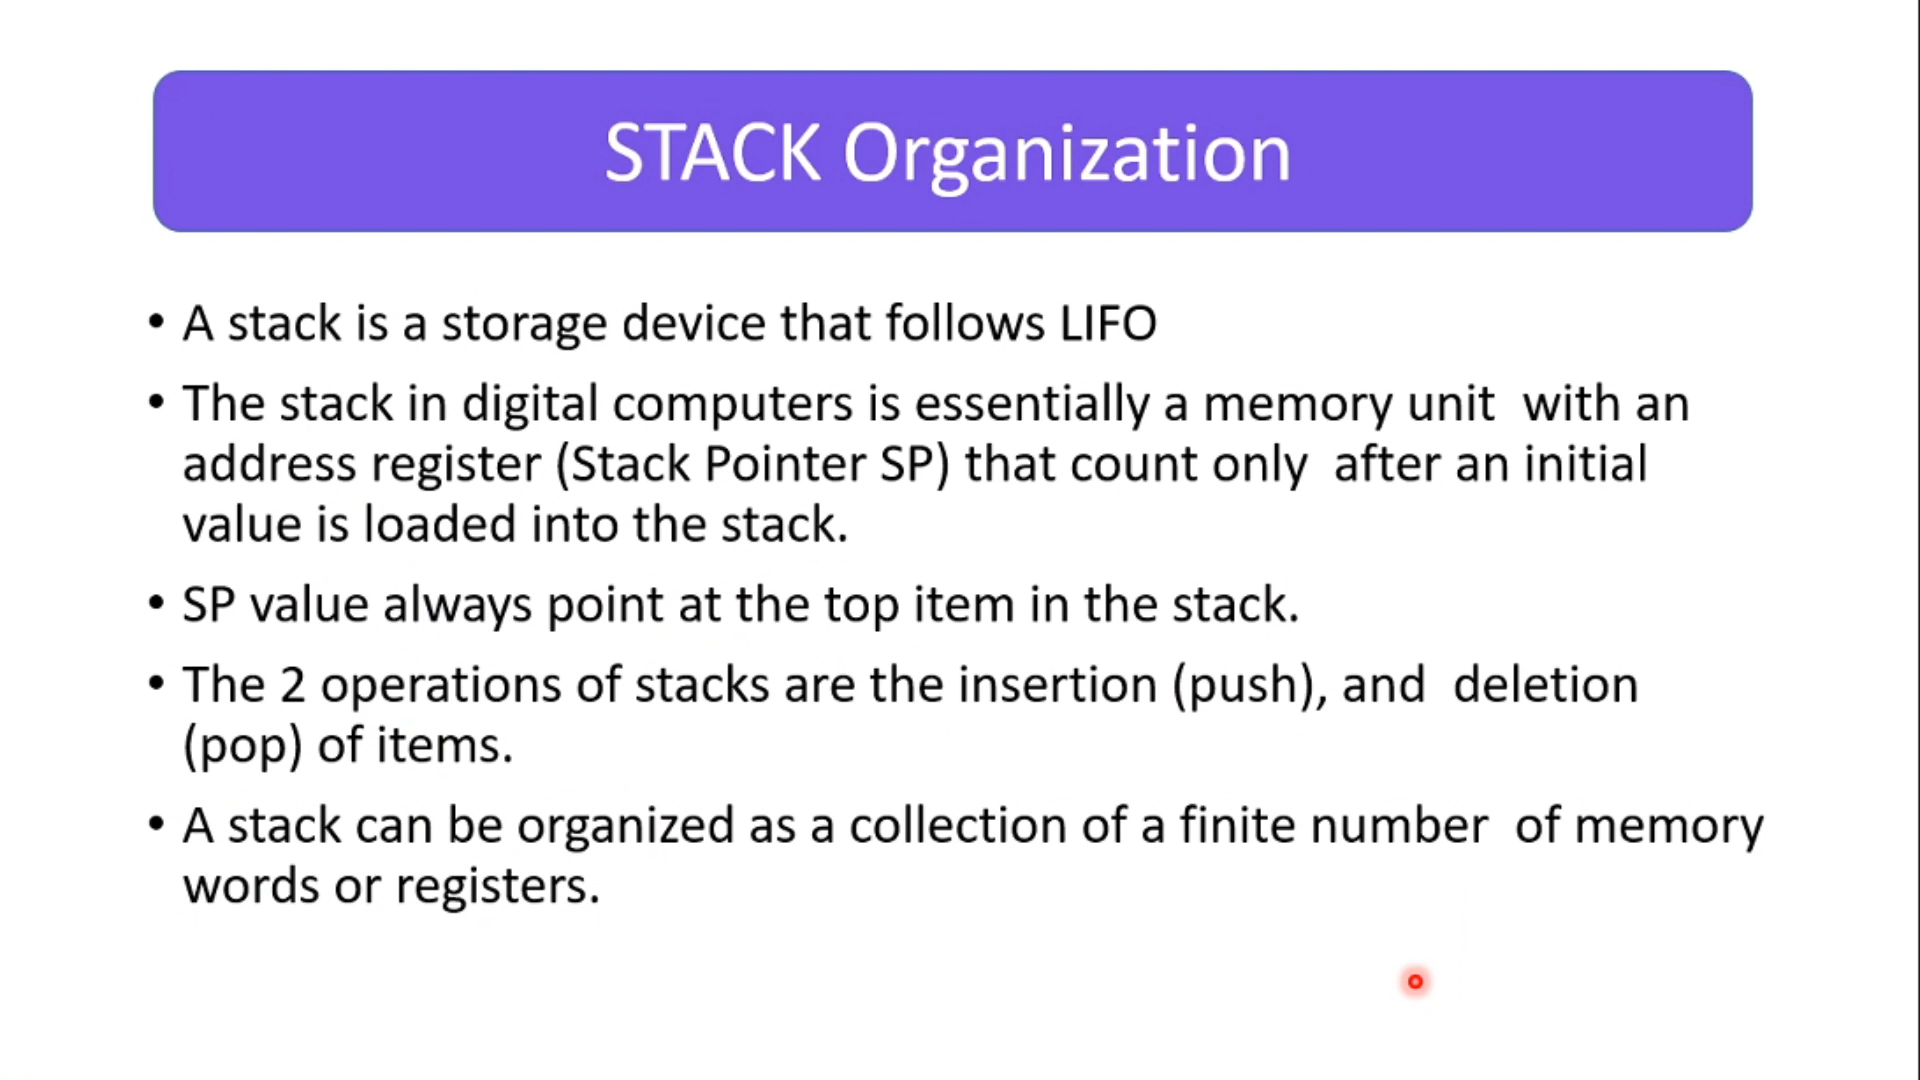 STACK Organization
• A stack is a storage device that follows LIFO
• The stack in digital computers is essentially a memory unit  with an
address register (Stack Pointer SP) that count only  after an initial
value is loaded into the stack.
• SP value always point at the top item in the stack.
• The 2 operations of stacks are the insertion (push), and  deletion
(pop) of items.
• A stack can be organized as a collection of a finite number  of memory
words or registers.